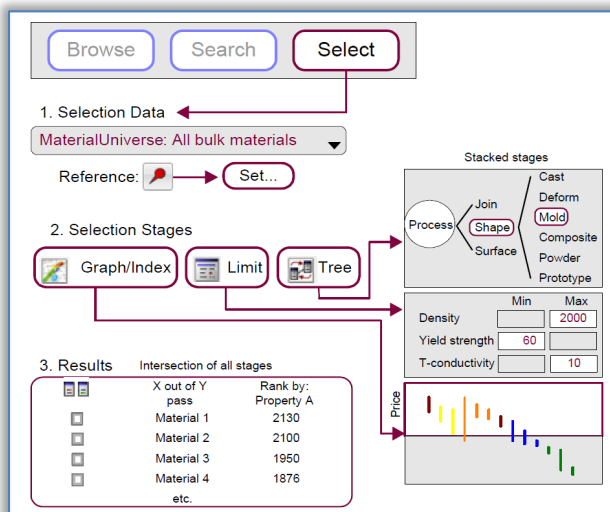 Browse
Search
Select
1. Selection Data
MaterialUniverse: All bulk materials
Reference:
Set...
2. Selection Stages
Graph/Index
Limit
Tree
Stacked stages
Process
Join
Shape
Surface
Cast
Deform
Mold
Composite
Powder
Prototype
Min Max
Density 2000
Yield strength 60
T-conductivity 10
Price
3. Results Intersection of all stages
X out of Y pass
Rank by: Property A
Material 1 2130
Material 2 2100
Material 3 1950
Material 4 1876
etc.